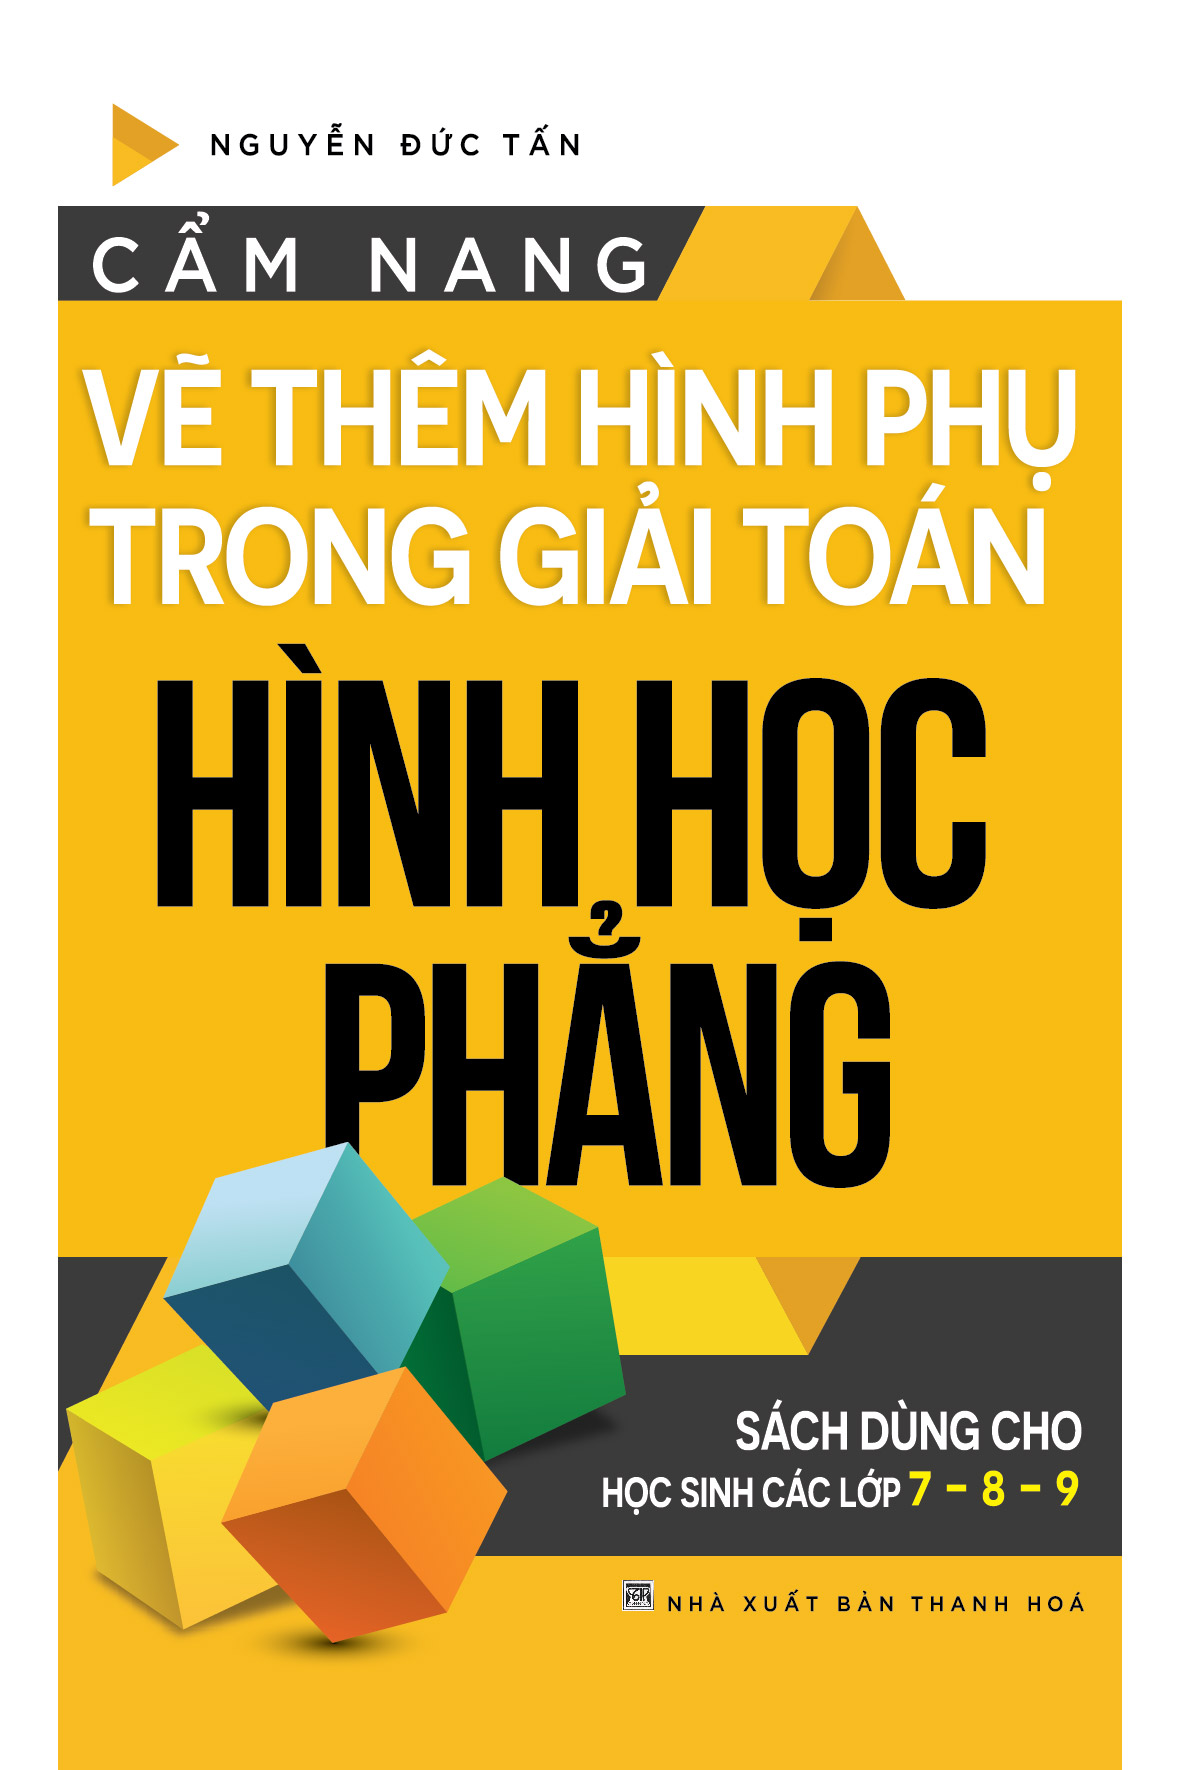 NGUYỄN ĐỨC TẤN
CẨM NANG
VẼ THÊM HÌNH PHỤ
TRONG GIẢI TOÁN
HÌNH HỌC
PHẲNG
SÁCH DÙNG CHO
HỌC SINH CÁC LỚP 7 - 8 - 9
NHÀ XUẤT BẢN THANH HOÁ